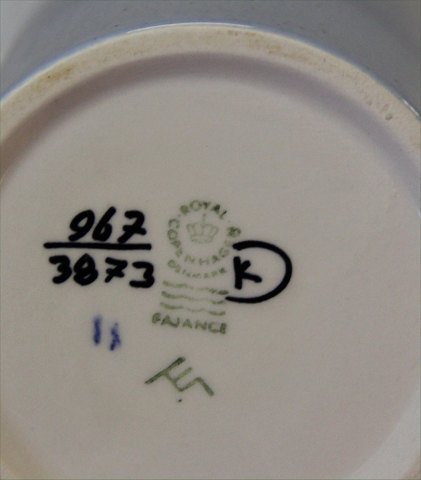 967
3873
ROYAL
COPENHAGEN
DENMARK
K
FAJANCE